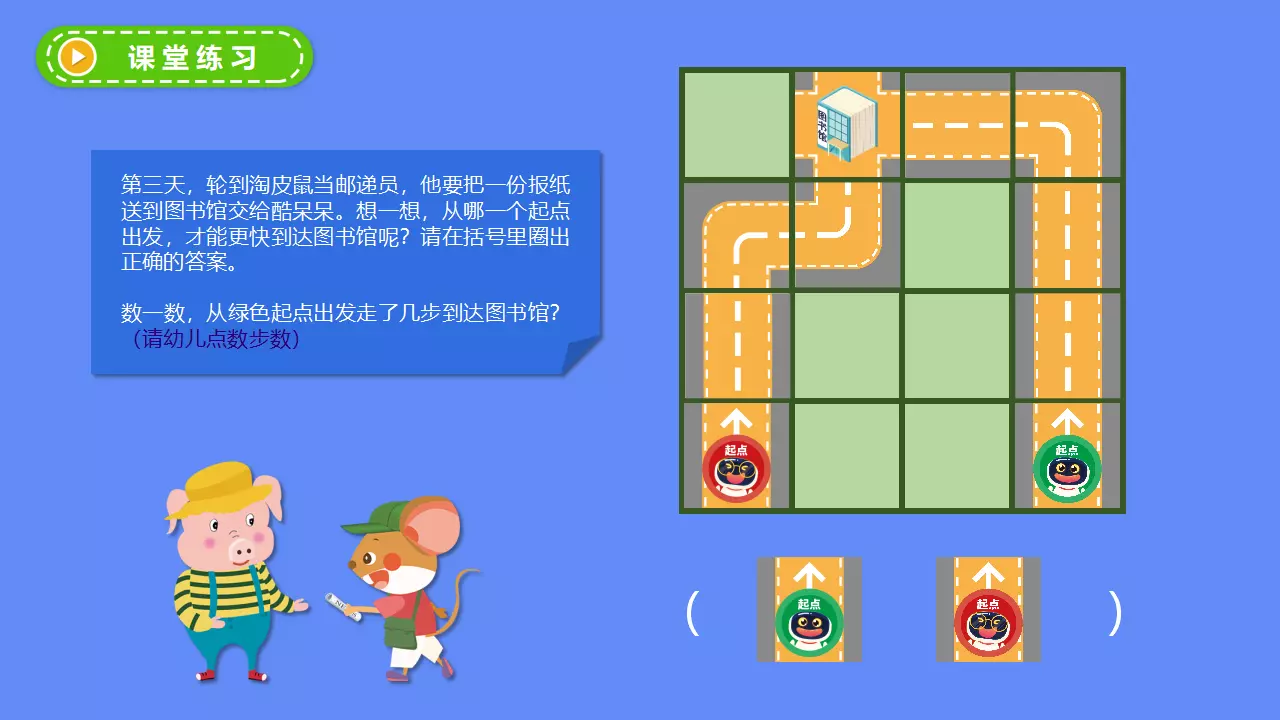 课堂练习
第三天，轮到淘皮鼠当邮递员，他要把一份报纸
送到图书馆交给酷呆呆。想一想，从哪一个起点
出发，才能更快到达图书馆呢？请在括号里圈出
正确的答案。
数一数，从绿色起点出发走了几步到达图书馆？
（请幼儿点数步数）
图书馆
起点
起点
（
起点
起点
）